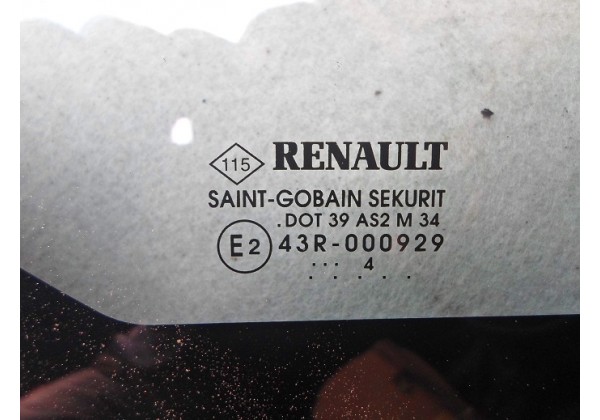 115 RENAULT
SAINT-GOBAIN SEKURIT
.DOT 39 AS2 M 34
E2 43R-000929
... 4
. . . . .